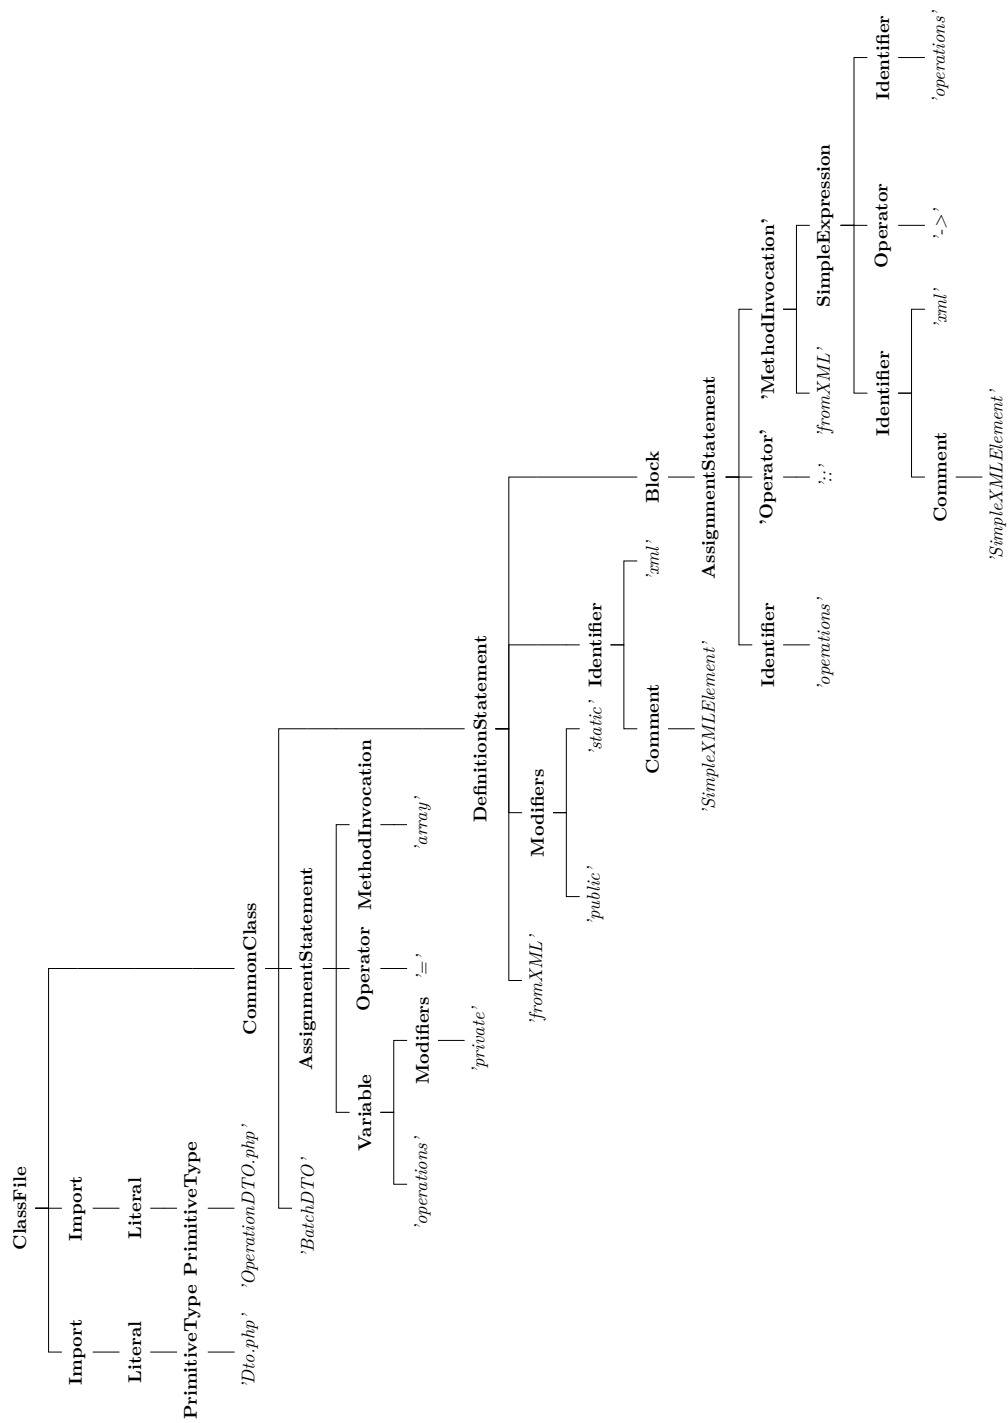 ClassFile
Import Import CommonClass
Literal Literal 'BatchDTO' AssignmentStatement DefinitionStatement
PrimitiveType PrimitiveType Variable Operator MethodInvocation
'Dto.php' 'OperationDTO.php' 'operations' Modifiers '=' 'array'
'private'
'fromXML' Modifiers Identifier Block
'public' 'static' Comment 'xml' AssignmentStatement
'SimpleXMLElement' Identifier 'Operator' 'MethodInvocation'
'operations' '::' 'fromXML' SimpleExpression
Identifier Operator Identifier
Comment 'xml' '->' 'operations'
'SimpleXMLElement'